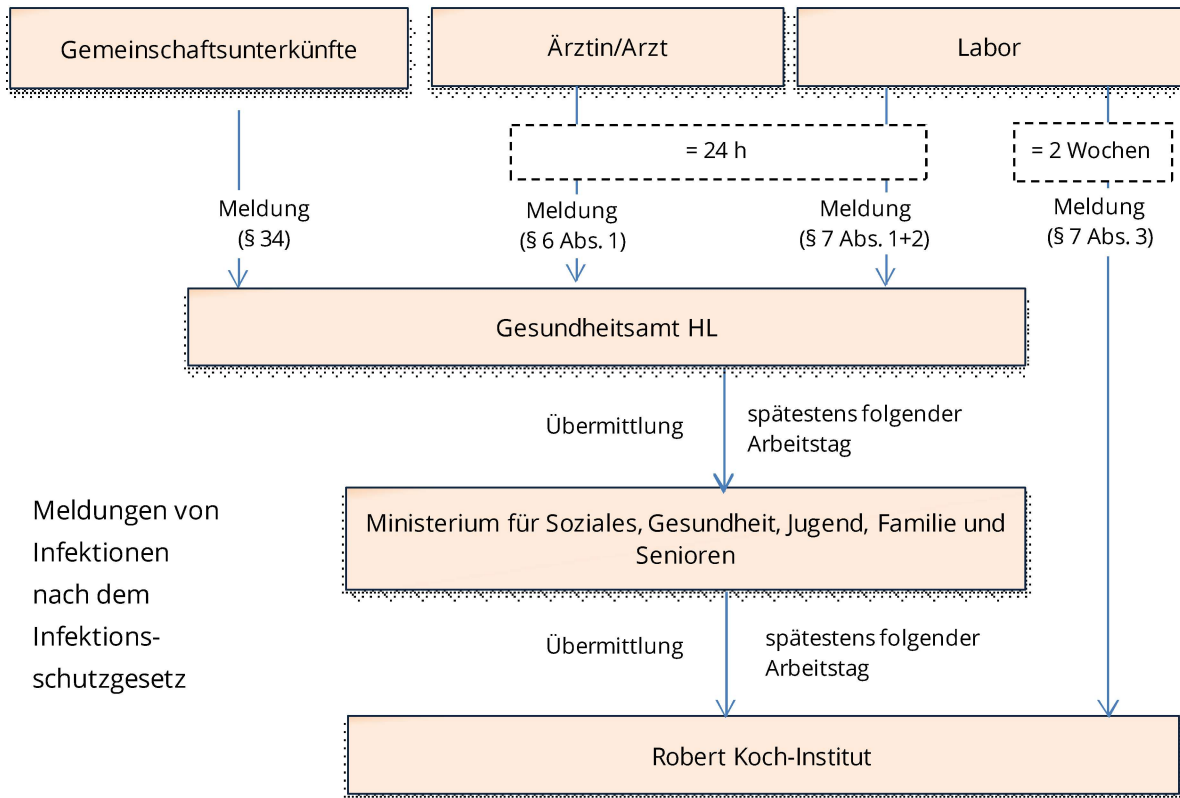 Gemeinschaftsunterkünfte
Ärztin/Arzt
Labor
= 24 h
= 2 Wochen
Meldung
(§ 34)
Meldung
(§ 6 Abs. 1)
Meldung
(§ 7 Abs. 1+2)
Meldung
(§ 7 Abs. 3)
Gesundheitsamt HL
Übermittlung
spätestens folgender
Arbeitstag
Meldungen von
Infektionen
nach dem
Infektions-
schutzgesetz
Ministerium für Soziales, Gesundheit, Jugend, Familie und
Senioren
Übermittlung
spätestens folgender
Arbeitstag
Robert Koch-Institut